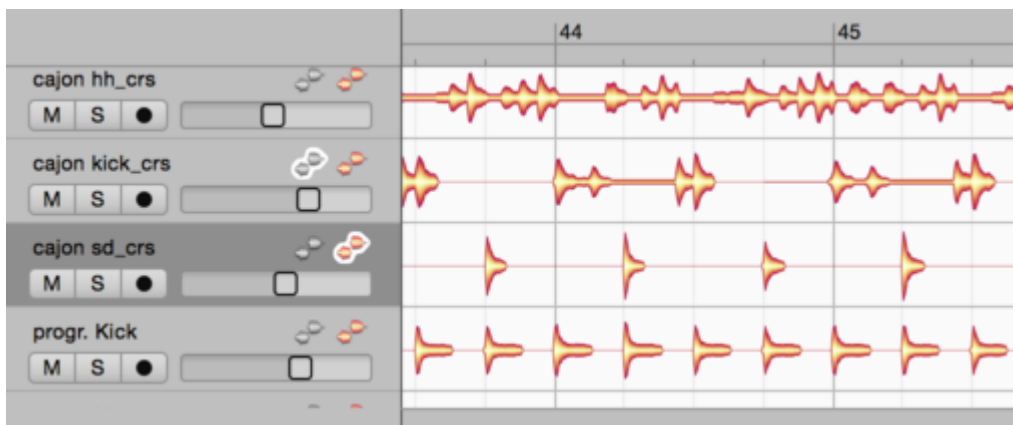 44 45
cajon hh_crs
M S
cajon kick_crs
M S
cajon sd_crs
M S
progr. Kick
M S